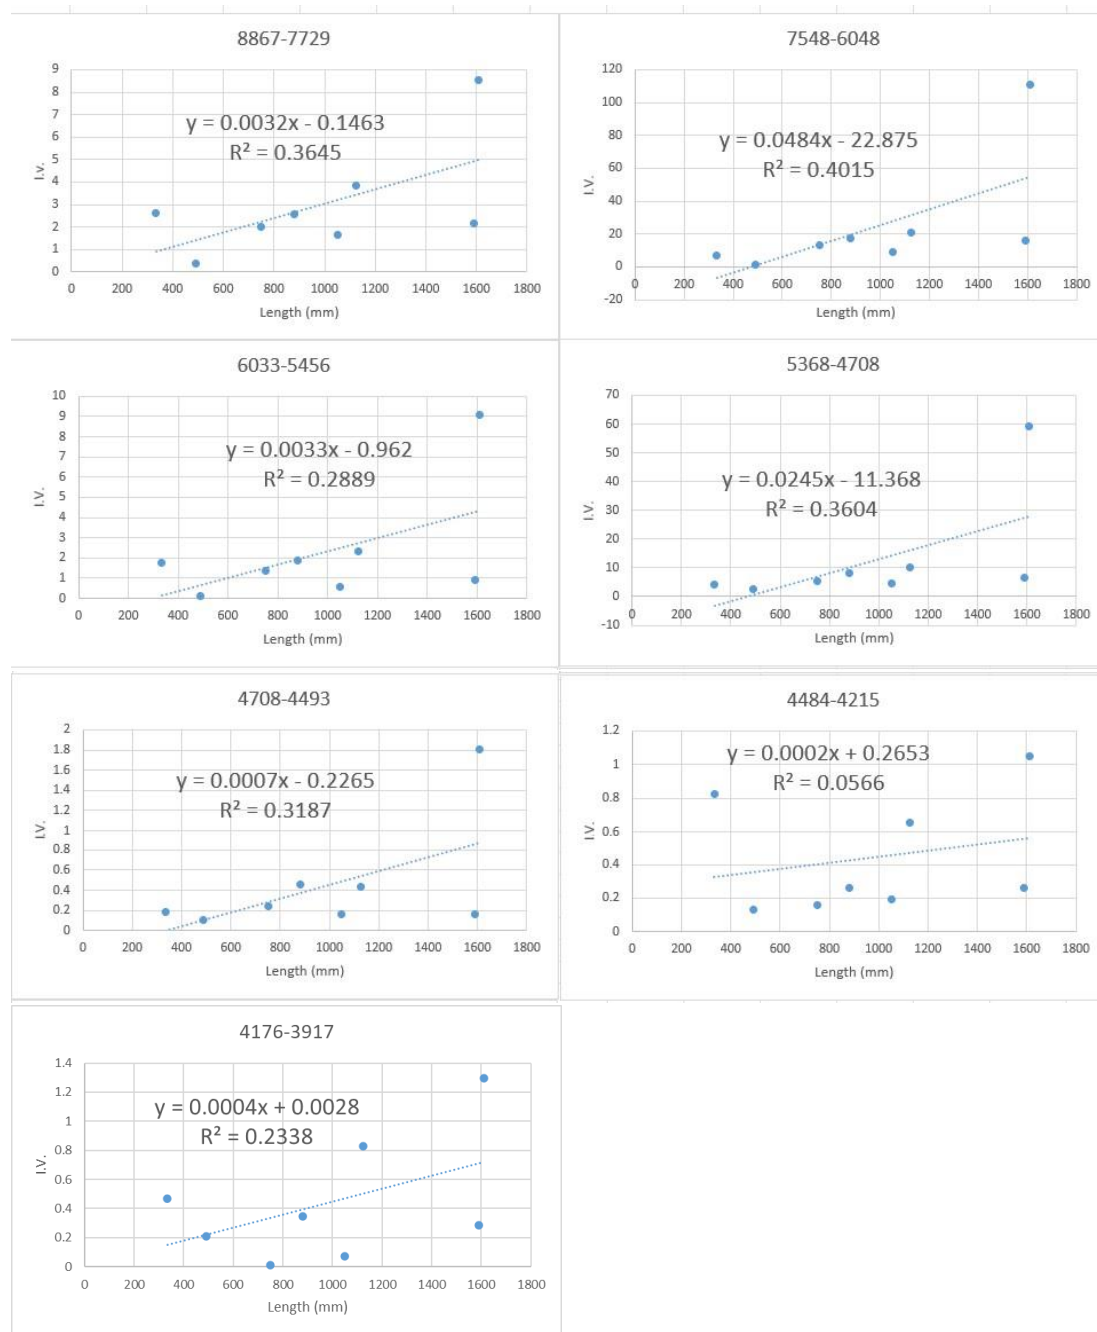 8867-7729
9
8
7
6
5
4
3
2
1
0
I.v.
y = 0.0032x - 0.1463
R² = 0.3645
0 200 400 600 800 1000 1200 1400 1600 1800
Length (mm)
7548-6048
120
100
80
60
40
20
0
-20
I.V.
y = 0.0484x - 22.875
R² = 0.4015
0 200 400 600 800 1000 1200 1400 1600 1800
Length (mm)
6033-5456
10
9
8
7
6
5
4
3
2
1
0
I.V.
y = 0.0033x - 0.962
R² = 0.2889
0 200 400 600 800 1000 1200 1400 1600 1800
Length (mm)
5368-4708
70
60
50
40
30
20
10
0
-10
I.V.
y = 0.0245x - 11.368
R² = 0.3604
0 200 400 600 800 1000 1200 1400 1600 1800
Length (mm)
4708-4493
2
1.8
1.6
1.4
1.2
1
0.8
0.6
0.4
0.2
0
I.V.
y = 0.0007x - 0.2265
R² = 0.3187
0 200 400 600 800 1000 1200 1400 1600 1800
Length (mm)
4484-4215
1.2
1
0.8
0.6
0.4
0.2
0
I.V.
y = 0.0002x + 0.2653
R² = 0.0566
0 200 400 600 800 1000 1200 1400 1600 1800
Length (mm)
4176-3917
1.4
1.2
1
0.8
0.6
0.4
0.2
0
I.V.
y = 0.0004x + 0.0028
R² = 0.2338
0 200 400 600 800 1000 1200 1400 1600 1800
Length (mm)